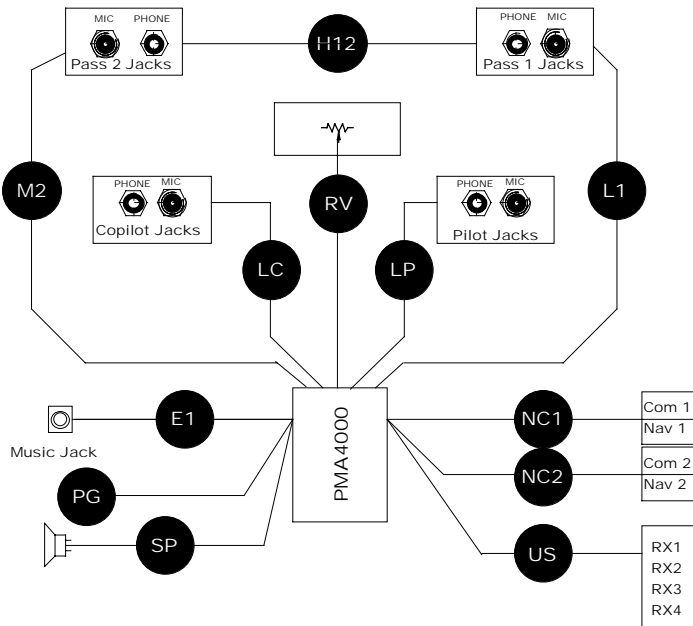 MIC PHONE
Pass 2 Jacks
H12
PHONE MIC
Pass 1 Jacks
M2
PHONE MIC
Copilot Jacks
RV
PHONE MIC
Pilot Jacks
L1
LC
LP
PMA4000
E1
Music Jack
PG
SP
NC1
Com 1
Nav 1
NC2
Com 2
Nav 2
US
RX1
RX2
RX3
RX4